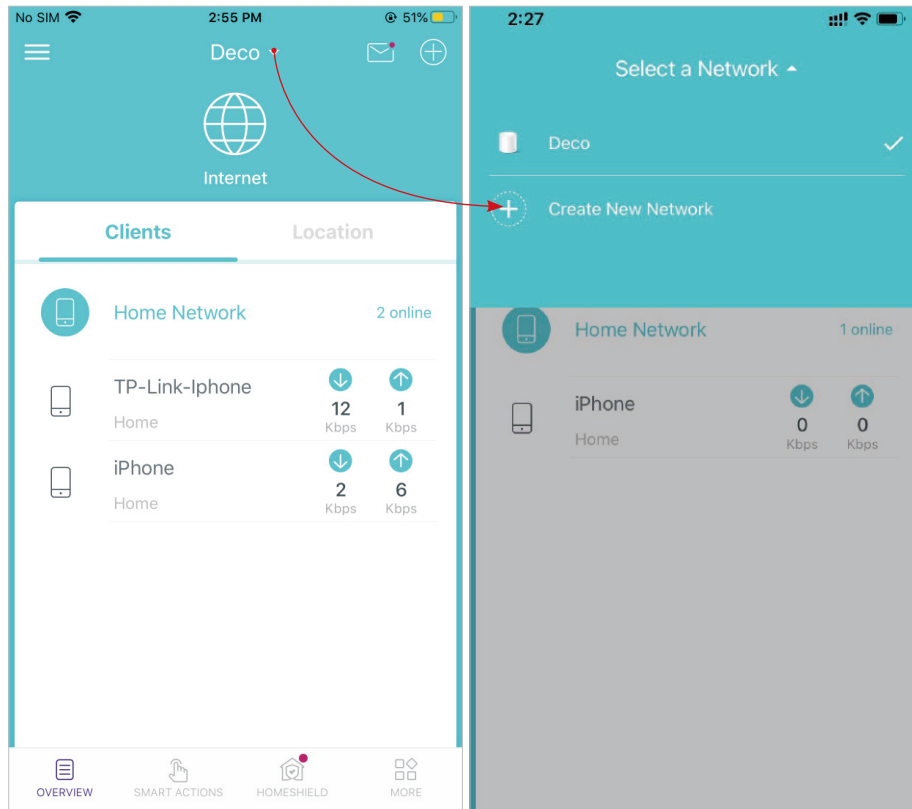 No SIM 2:55 PM 51%
Deco
Internet
Clients Location
Home Network 2 online
TP-Link-Iphone
12 1
Home Kbps Kbps
iPhone
2 6
Home Kbps Kbps
OVERVIEW SMART ACTIONS HOMESHIELD MORE
2:27
Select a Network
Deco
Create New Network
Home Network 1 online
iPhone
0 0
Home Kbps Kbps